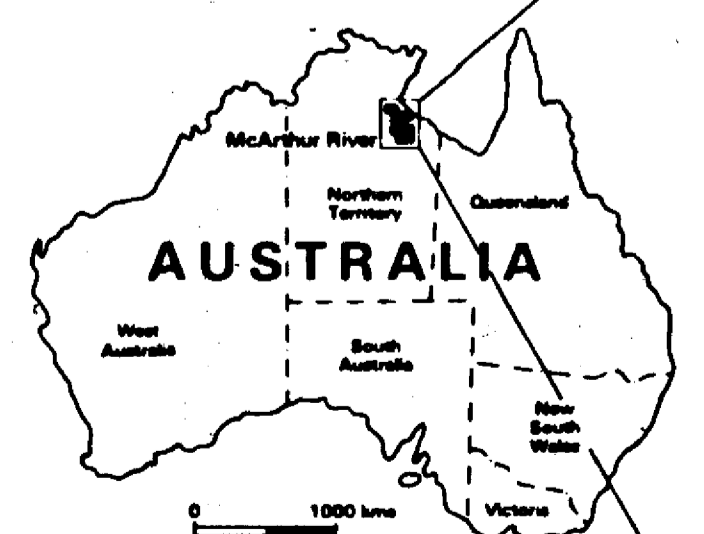 McArthur River
Northern
Territory
Queensland
AUSTRALIA
West
Australia
South
Australia
New
South
Wales
Victoria
0 1000 kms